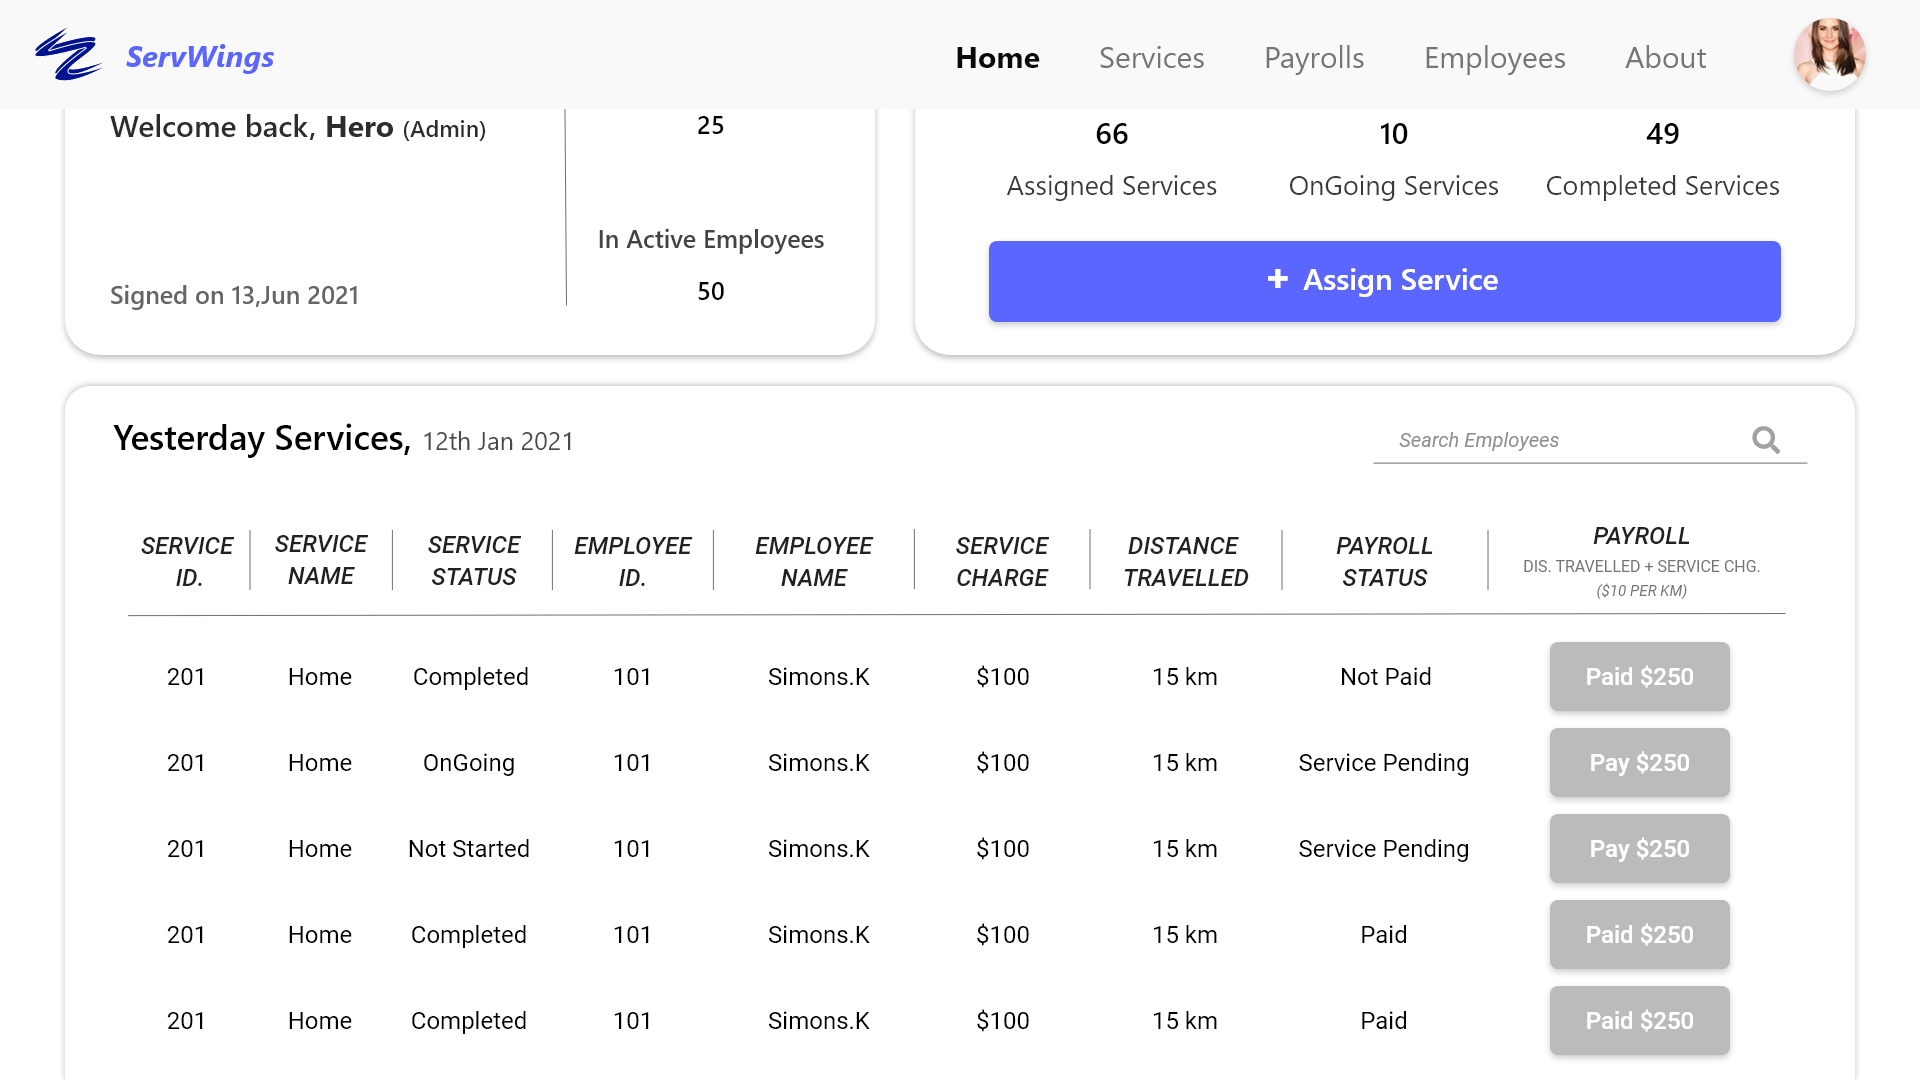 ServWings
Home Services Payrolls Employees About
Welcome back, Hero (Admin)
25
In Active Employees
50
Signed on 13,Jun 2021
66 10 49
Assigned Services OnGoing Services Completed Services
+ Assign Service
Yesterday Services, 12th Jan 2021
Search Employees
SERVICE ID. SERVICE NAME SERVICE STATUS EMPLOYEE ID. EMPLOYEE NAME SERVICE CHARGE DISTANCE TRAVELLED PAYROLL STATUS PAYROLL
DIS. TRAVELLED + SERVICE CHG.
($10 PER KM)
201 Home Completed 101 Simons.K $100 15 km Not Paid Paid $250
201 Home OnGoing 101 Simons.K $100 15 km Service Pending Pay $250
201 Home Not Started 101 Simons.K $100 15 km Service Pending Pay $250
201 Home Completed 101 Simons.K $100 15 km Paid Paid $250
201 Home Completed 101 Simons.K $100 15 km Paid Paid $250